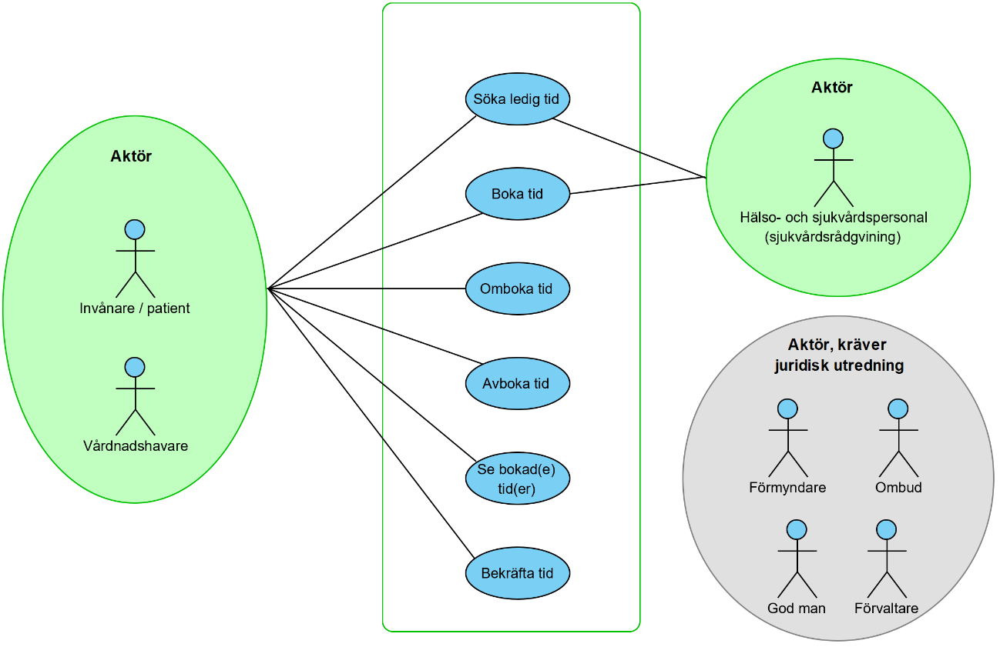 Aktör
Invånare / patient
Vårdnadshavare
Söka ledig tid
Boka tid
Omboka tid
Avboka tid
Se bokad(e)
tid(er)
Bekräfta tid
Aktör
Hälso- och sjukvårdspersonal
(sjukvårdsrådgvining)
Aktör, kräver
juridisk utredning
Förmyndare
Ombud
God man
Förvaltare